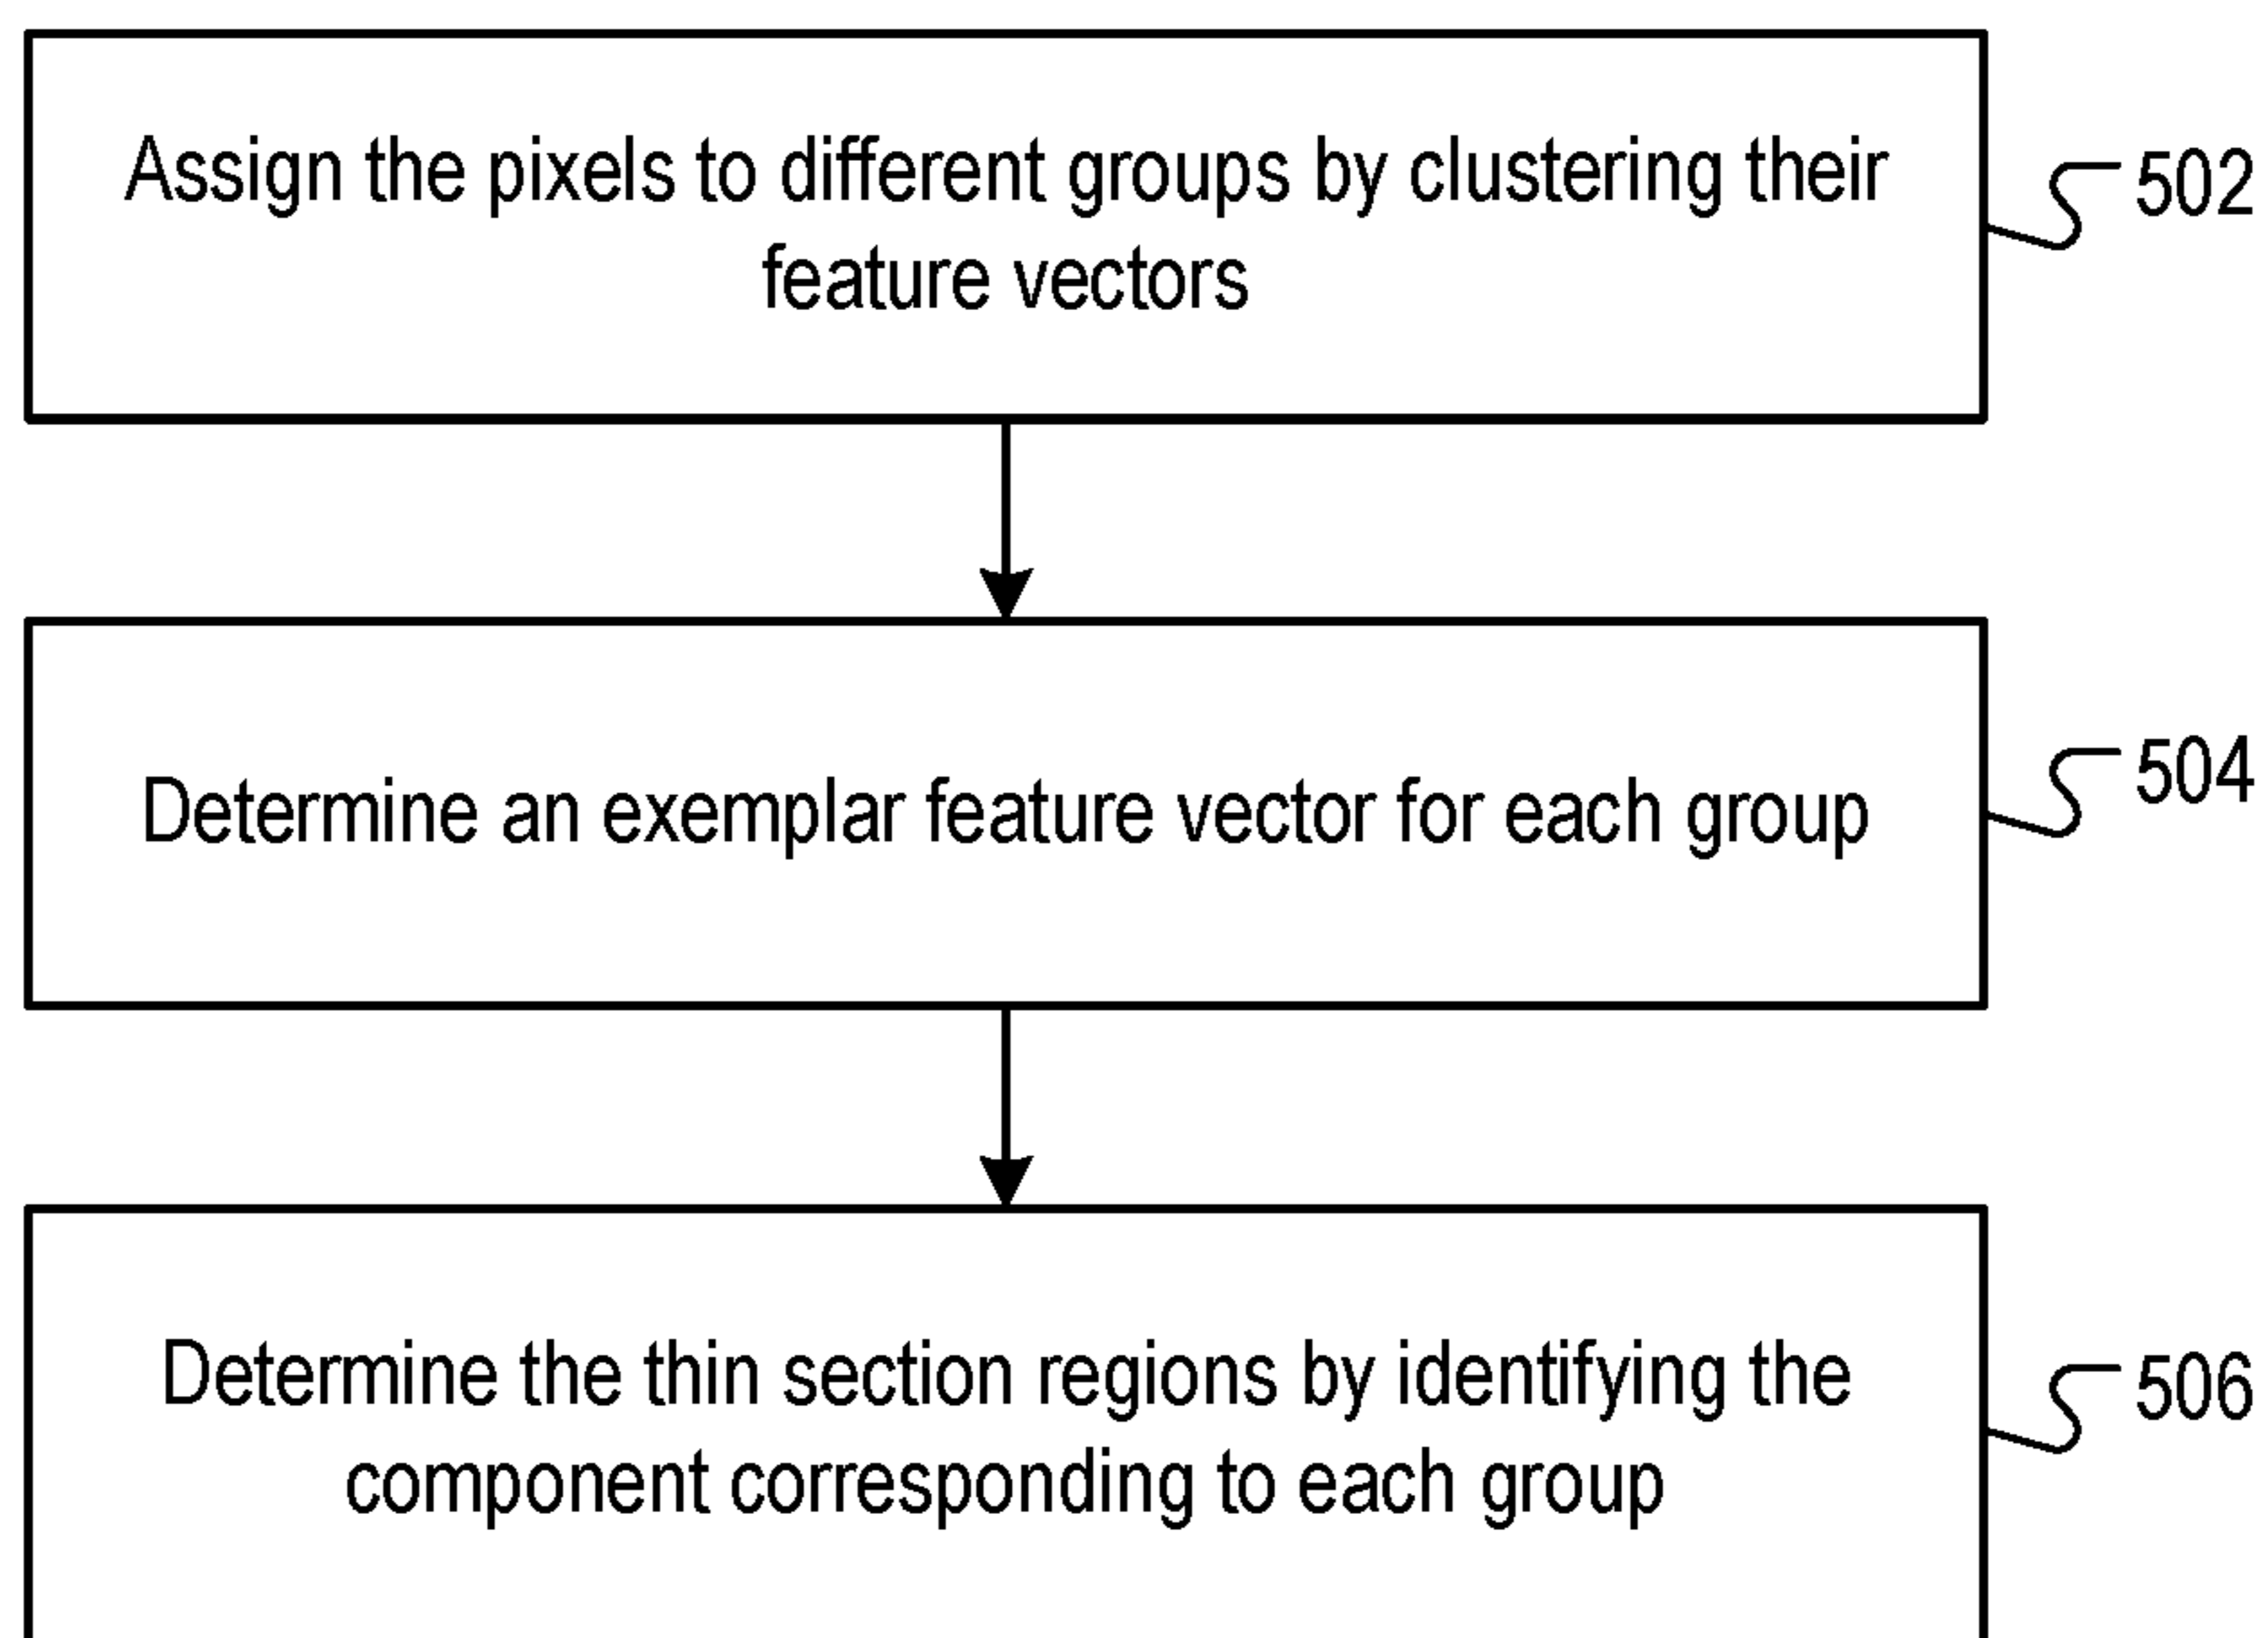 Assign the pixels to different groups by clustering their
feature vectors
502
Determine an exemplar feature vector for each group
504
Determine the thin section regions by identifying the
component corresponding to each group
506